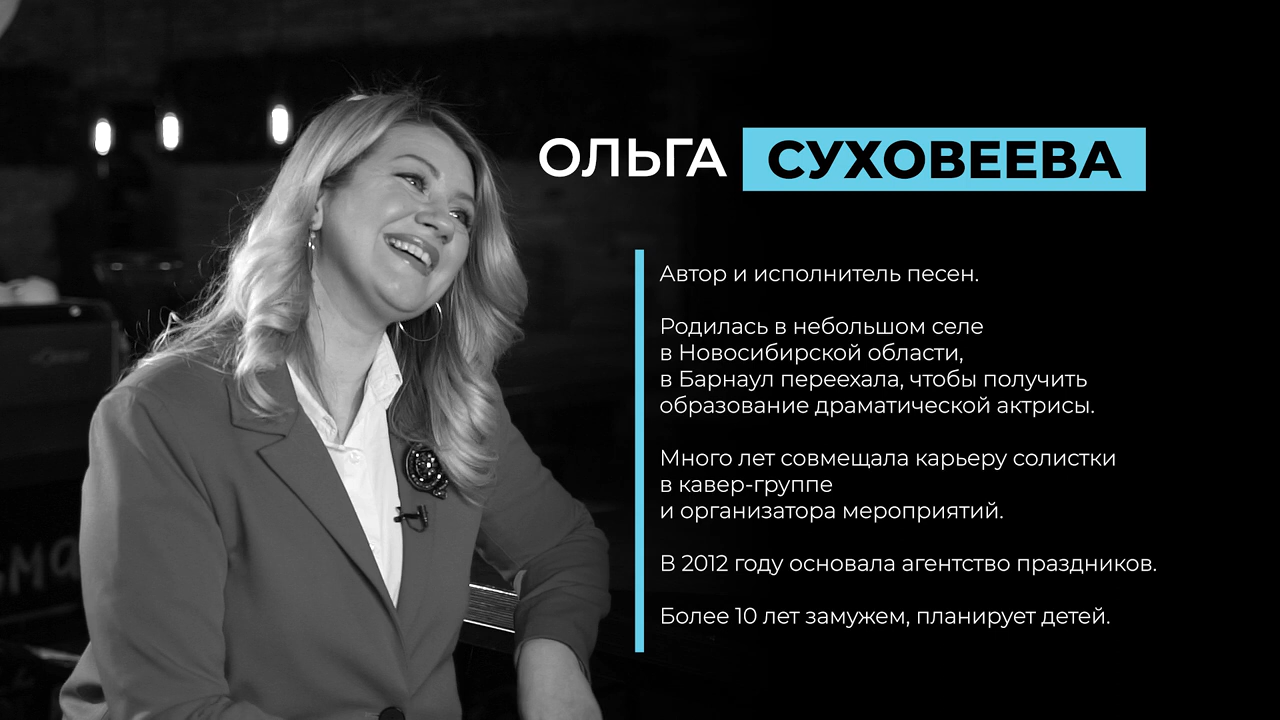 ОЛЬГА СУХОВЕЕВА
Автор и исполнитель песен.
Родилась в небольшом селе
в Новосибирской области,
в Барнаул переехала, чтобы получить
образование драматической актрисы.
Много лет совмещала карьеру солистки
в кавер-группе
и организатора мероприятий.
В 2012 году основала агентство праздников.
Более 10 лет замужем, планирует детей.